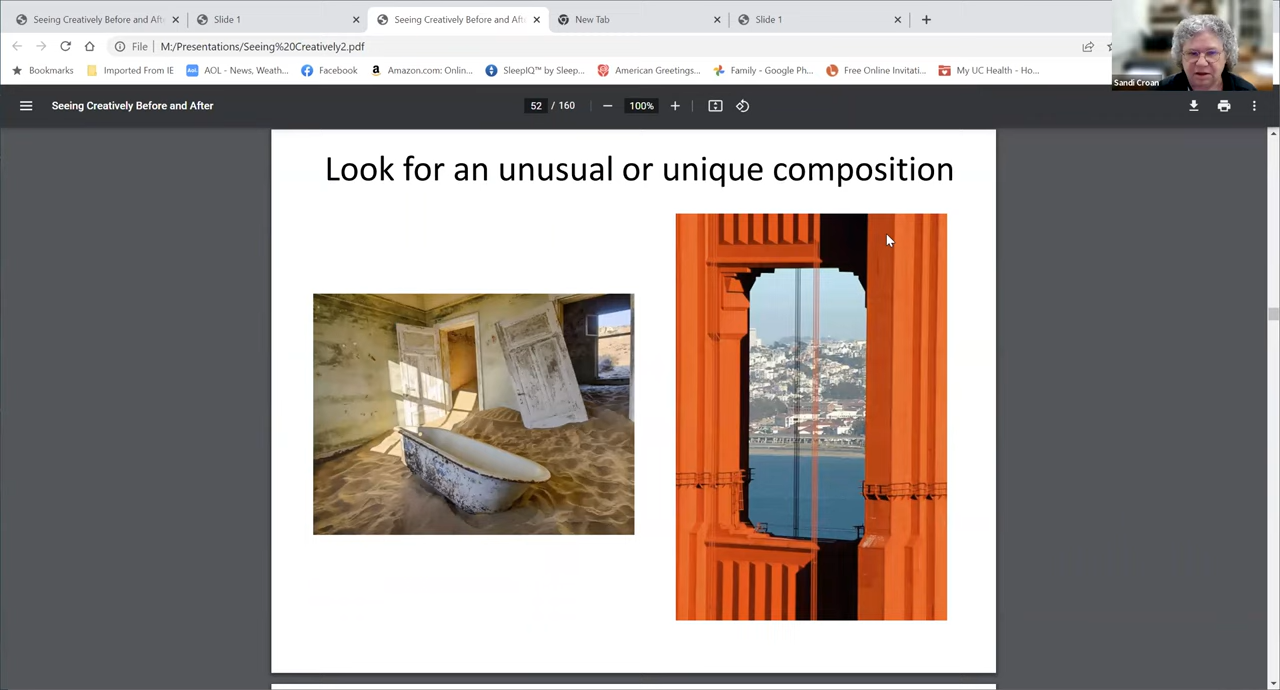 Seeing Creatively Before and Aft
Slide 1
Seeing Creatively Before and Aft
New Tab
Slide 1
File
M:/Presentations/Seeing%20Creatively2.pdf
Bookmarks
Imported From IE
Aol
AOL - News, Weath...
Facebook
Amazon.com: Onlin...
SleepIQ™ by Sleep...
American Greetings...
Family - Google Ph...
Free Online Invitati...
My UC Health - Ho...
Sandi Croan
Seeing Creatively Before and After
52 / 160
100%
Look for an unusual or unique composition